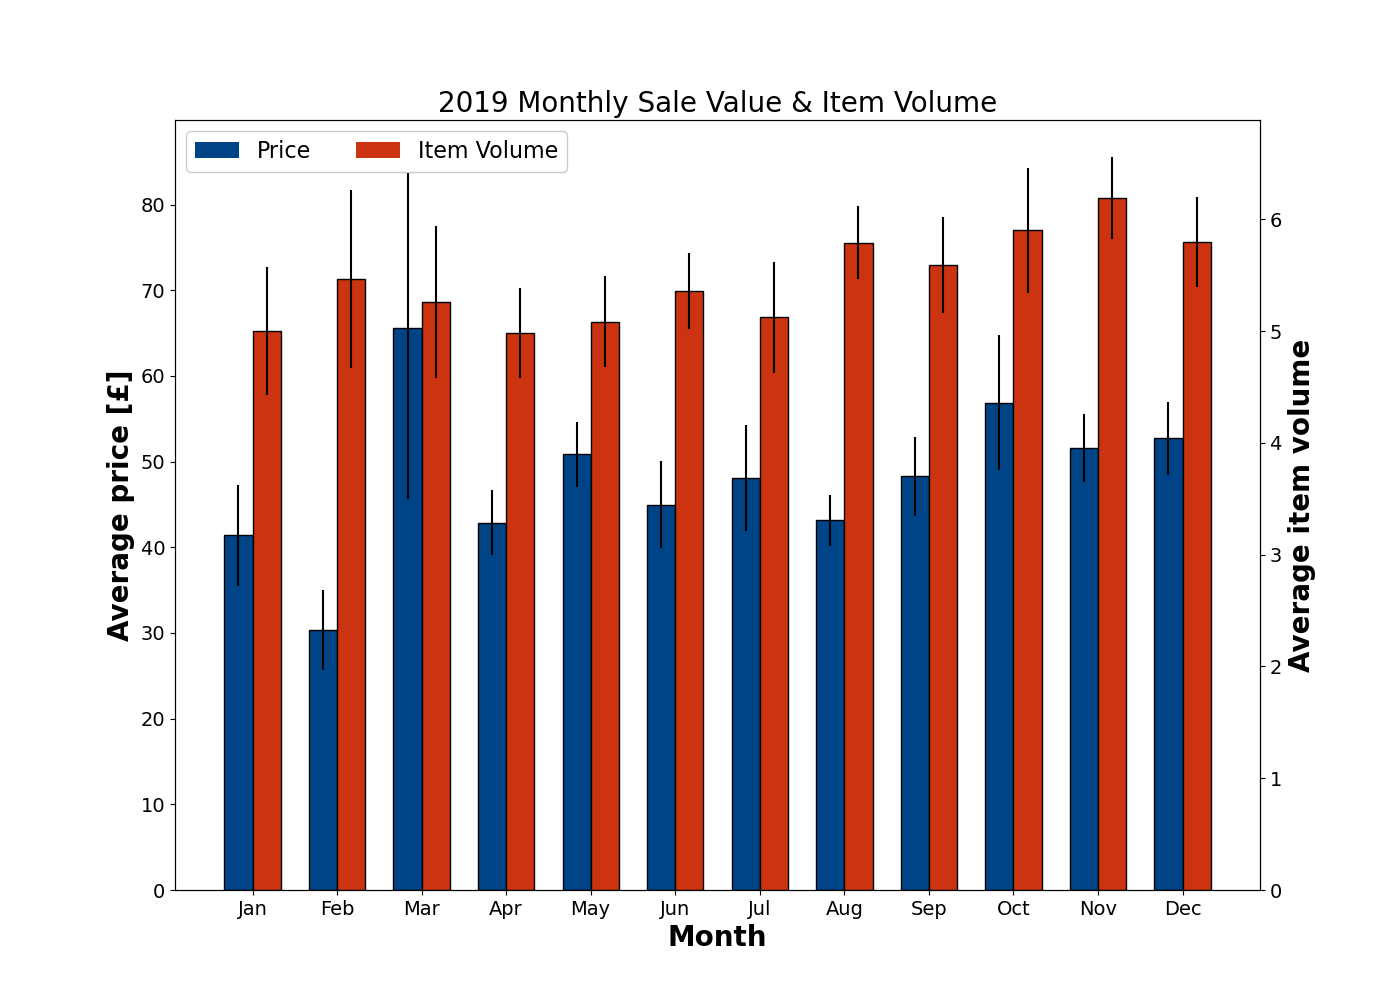 2019 Monthly Sale Value & Item Volume
Price
Item Volume
Average price [£]
80
70
60
50
40
30
20
10
0
6
5
4
3
2
1
0
Average item volume
Jan Feb Mar Apr May Jun Jul Aug Sep Oct Nov Dec
Month